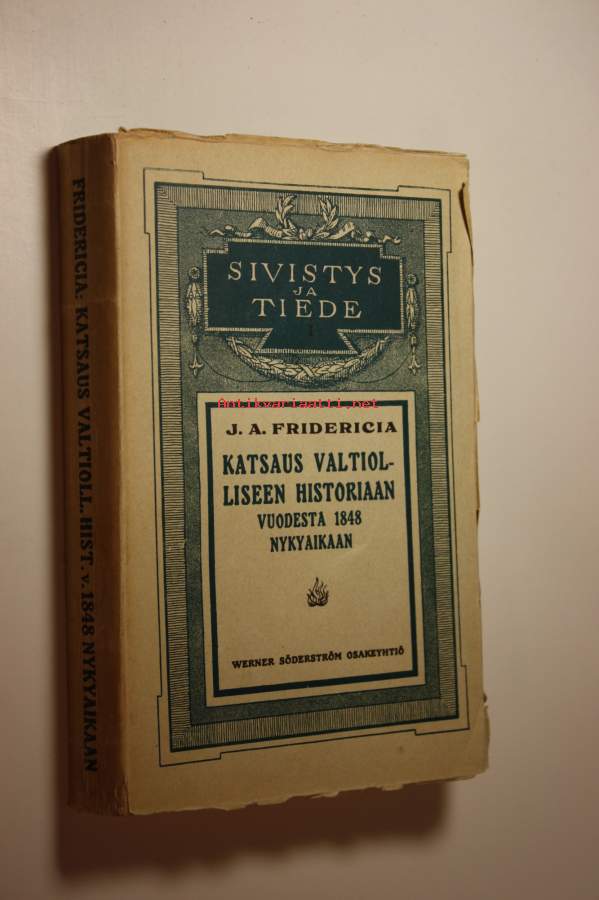 SIVISTYS
JA
TIEDE
1
Antikvariaatti.net
J. A. FRIDERICIA
KATSAUS VALTIOL-
LISEEN HISTORIAAN
VUODESTA 1848
NYKYAIKAAN
WERNER SÖDERSTRÖM OSAKEYHTIÖ
FRIDERICIA: KATSAUS VALTIOLL. HIST. v. 1848 NYKYAIKAAN